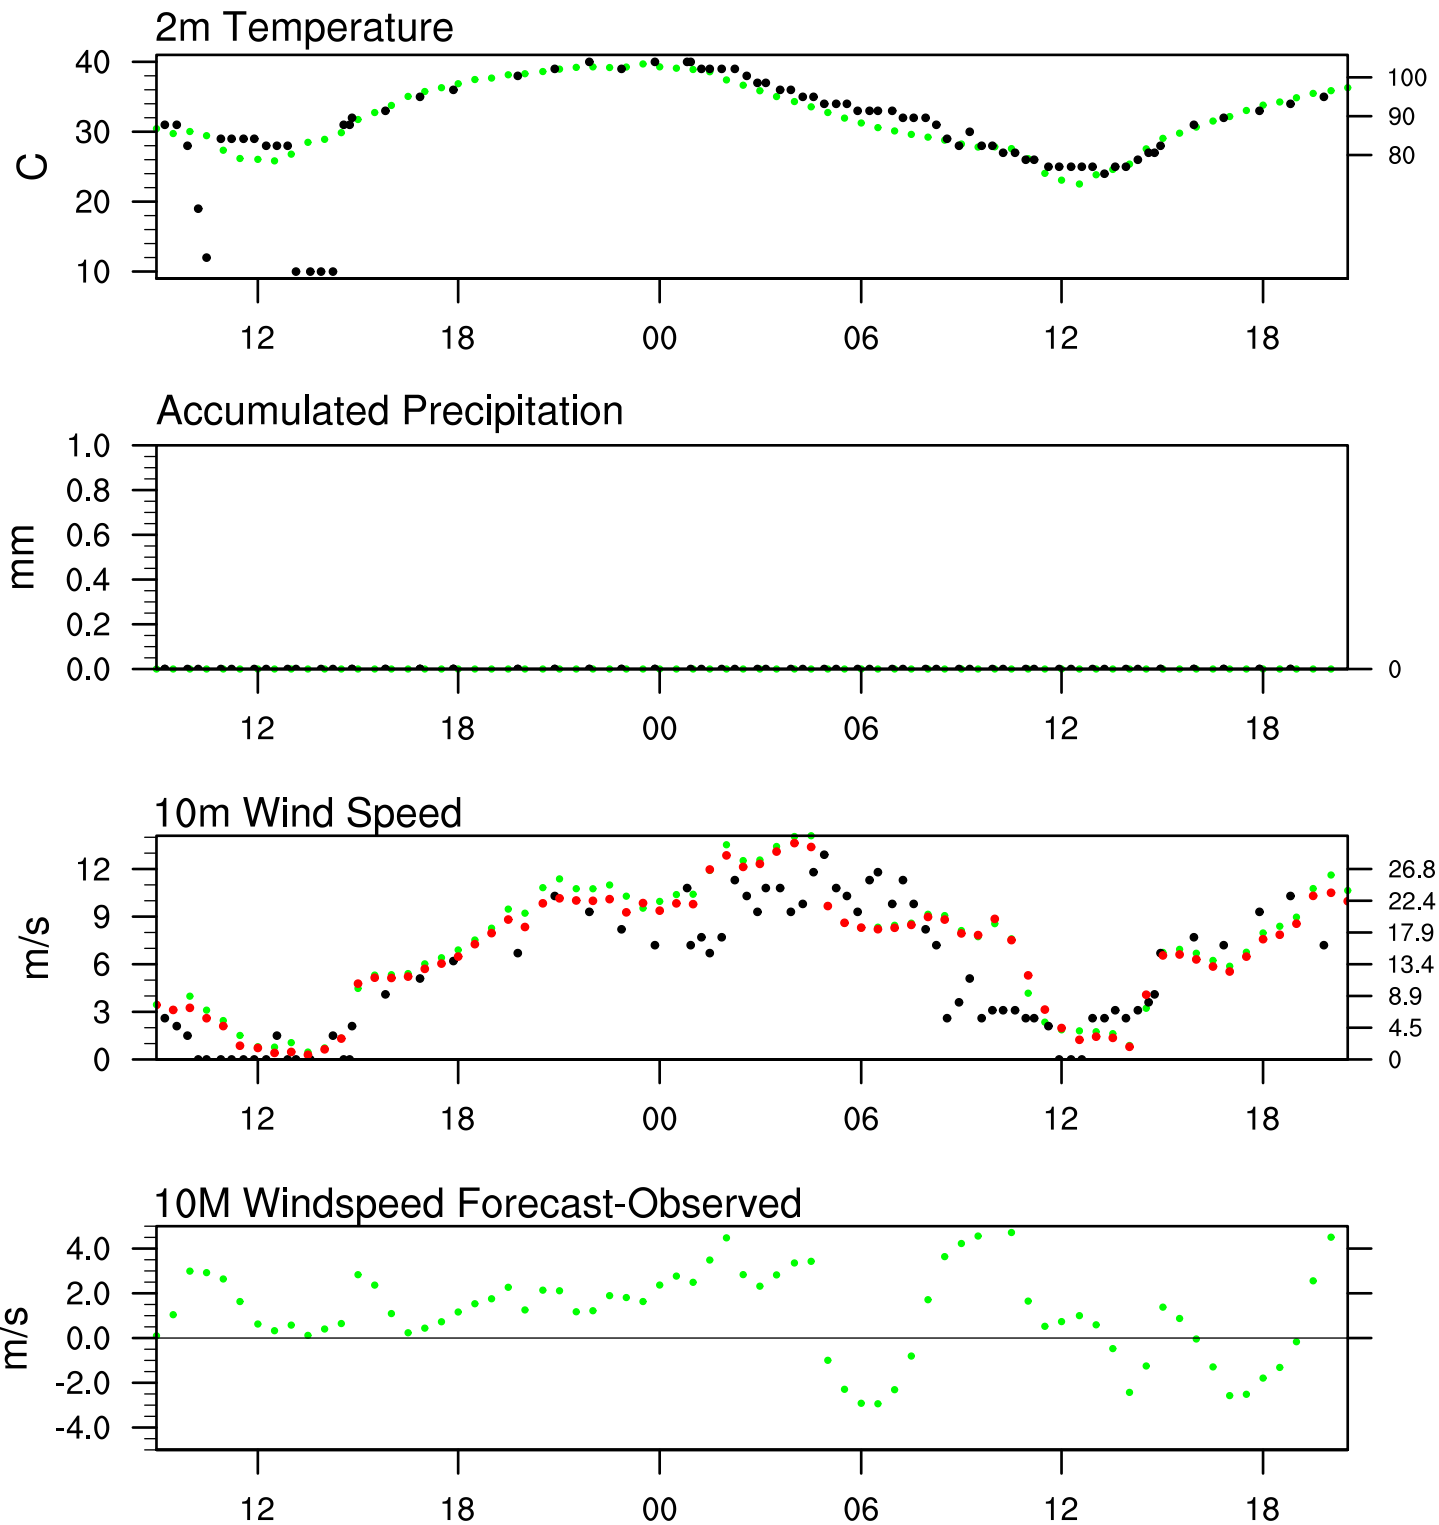 2m Temperature
40
30
20
10
C
100
90
80
12 18 00 06 12 18
Accumulated Precipitation
1.0
0.8
0.6
0.4
0.2
0.0
mm
0
12 18 00 06 12 18
10m Wind Speed
12
9
6
3
0
m/s
26.8
22.4
17.9
13.4
8.9
4.5
0
12 18 00 06 12 18
10M Windspeed Forecast-Observed
4.0
2.0
0.0
-2.0
-4.0
m/s
12 18 00 06 12 18